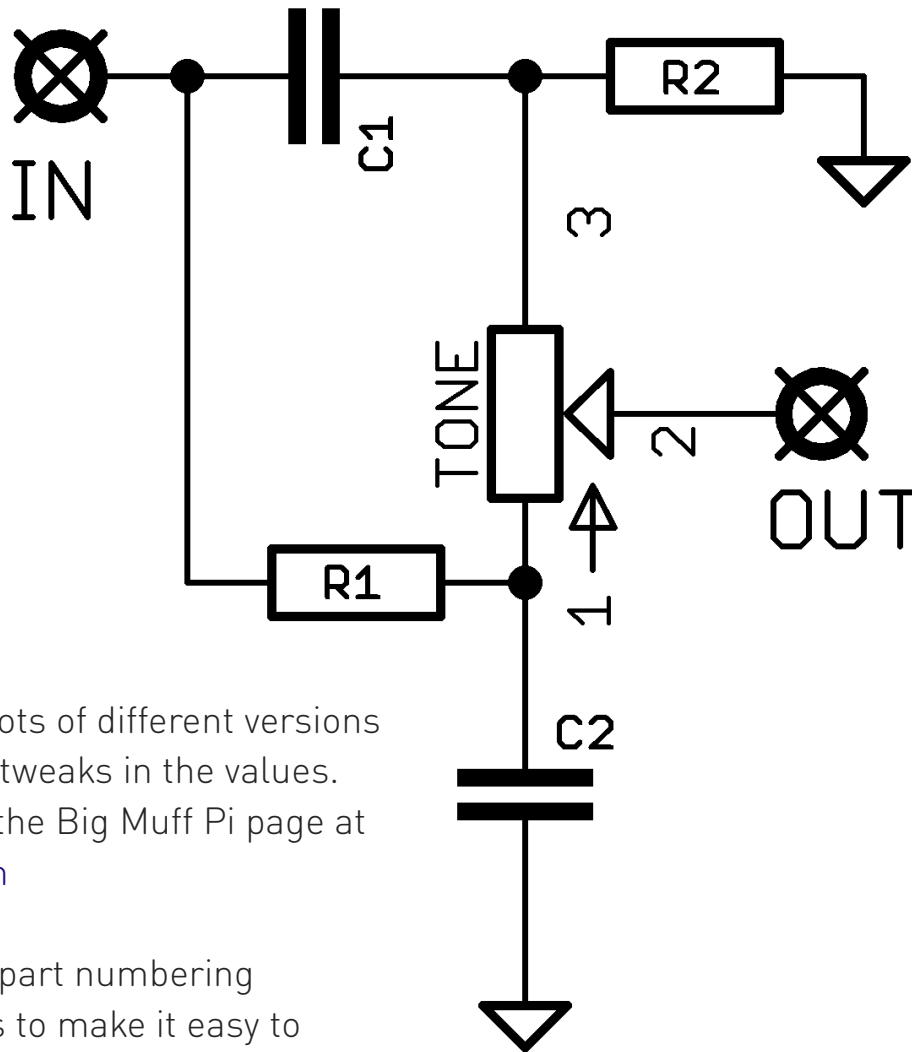 C1
R2
IN
3
TONE
2
OUT
R1
1
C2
ots of different versions
tweaks in the values.
the Big Muff Pi page at
part numbering
s to make it easy to